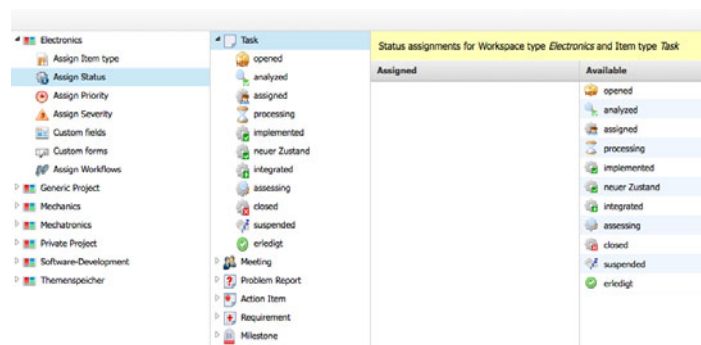 Electronics
Assign Item type
Assign Status
Assign Priority
Assign Severity
Custom fields
Custom forms
Assign Workflows
Generic Project
Mechanics
Mechatronics
Private Project
Software-Development
Themenspeicher
Task
opened
analyzed
assigned
processing
implemented
neuer Zustand
integrated
assessing
closed
suspended
erledigt
Meeting
Problem Report
Action Item
Requirement
Milestone
Status assignments for Workspace type Electronics and Item type Task
Assigned
Available
opened
analyzed
assigned
processing
implemented
neuer Zustand
integrated
assessing
closed
suspended
erledigt